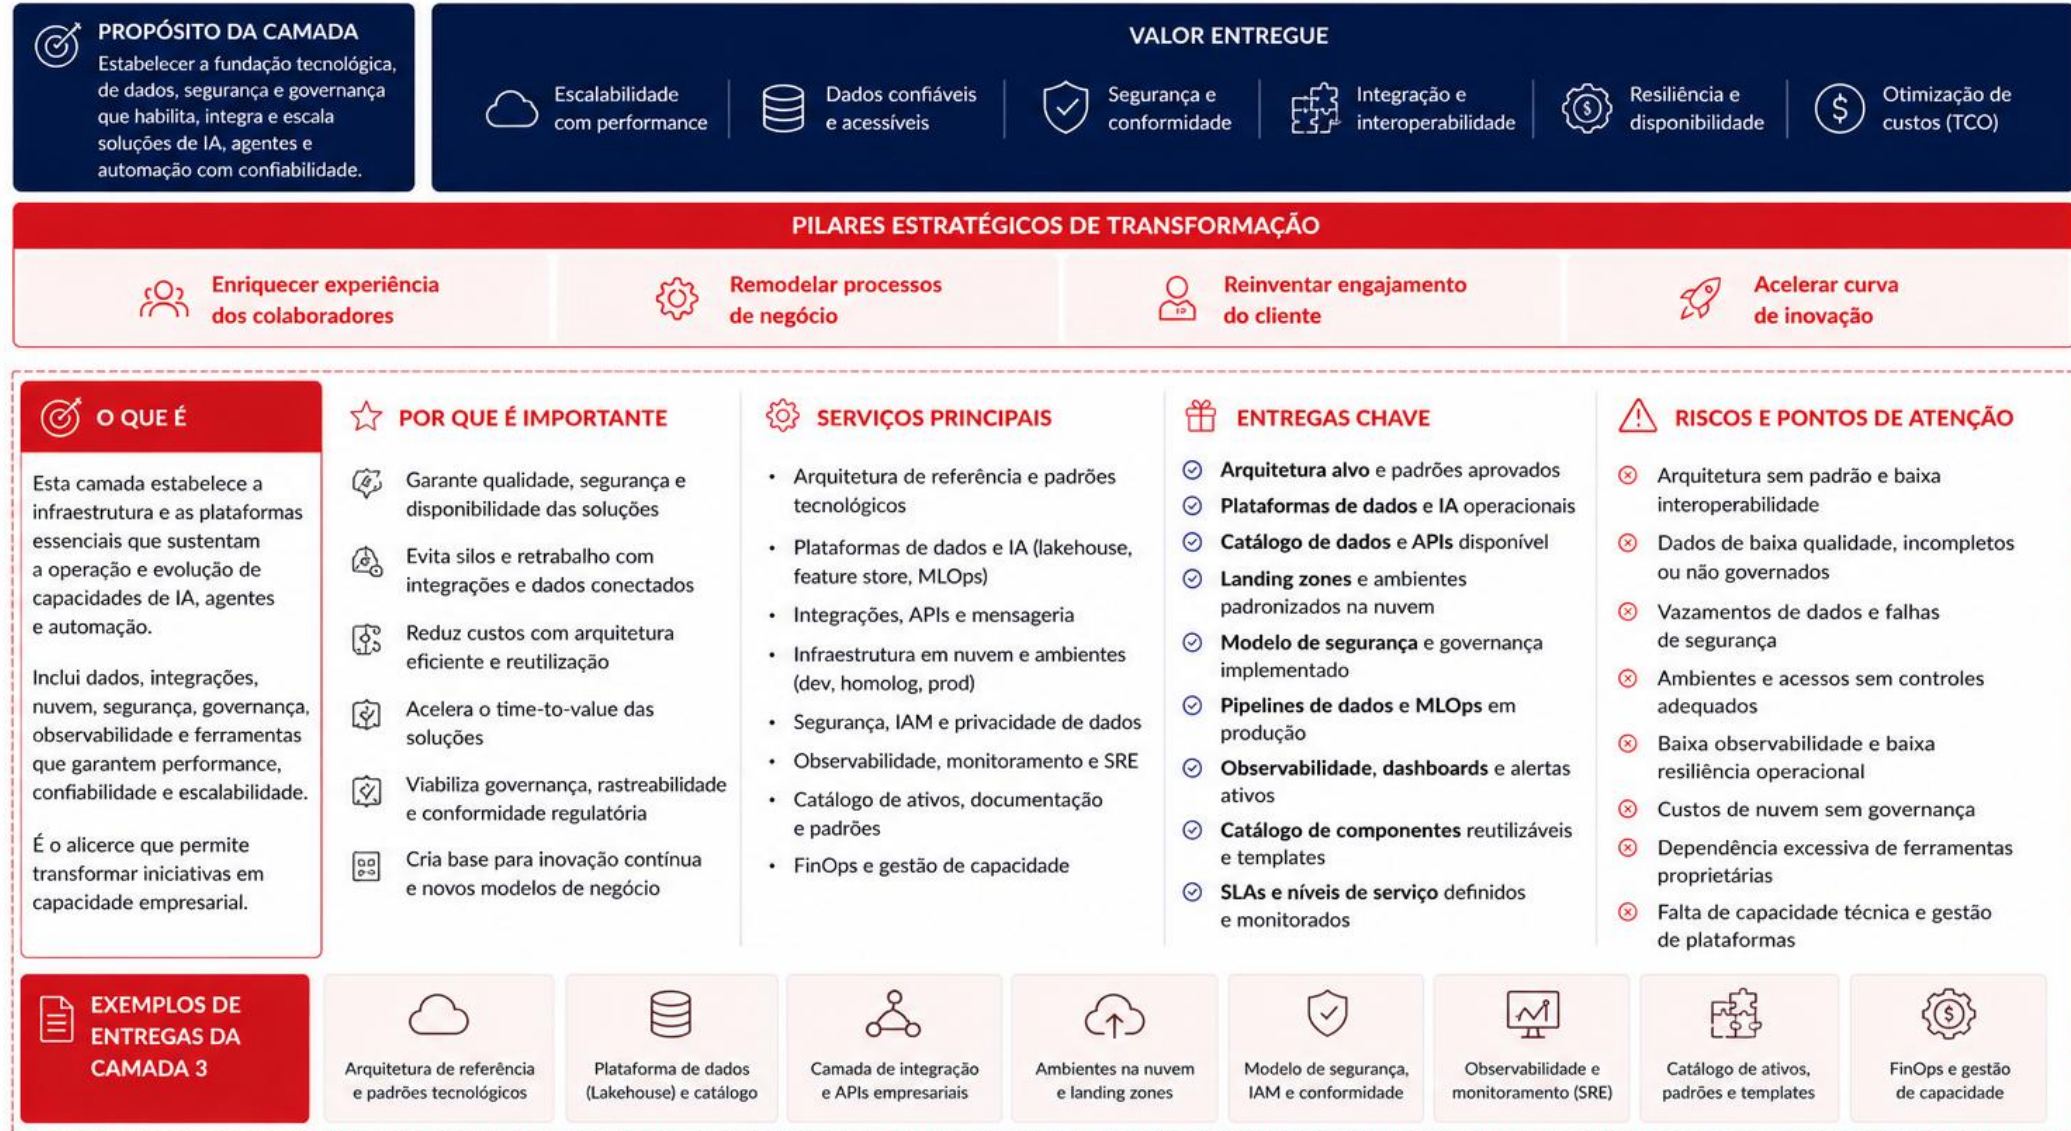 PROPÓSITO DA CAMADA
Estabelecer a fundação tecnológica,
de dados, segurança e governança
que habilita, integra e escala
soluções de IA, agentes e
automação com confiabilidade.
VALOR ENTREGUE
Escalabilidade
com performance
Dados confiáveis
e acessíveis
Segurança e
conformidade
Integração e
interoperabilidade
Resiliência e
disponibilidade
Otimização de
custos (TCO)
PILARES ESTRATÉGICOS DE TRANSFORMAÇÃO
Enriquecer experiência
dos colaboradores
Remodelar processos
de negócio
Reinventar engajamento
do cliente
Acelerar curva
de inovação
O QUE É
Esta camada estabelece a
infraestrutura e as plataformas
essenciais que sustentam
a operação e evolução de
capacidades de IA, agentes
e automação.
Inclui dados, integrações,
nuvem, segurança, governança,
observabilidade e ferramentas
que garantem performance,
confiabilidade e escalabilidade.
É o alicerce que permite
transformar iniciativas em
capacidade empresarial.
POR QUE É IMPORTANTE
Garante qualidade, segurança e
disponibilidade das soluções
Evita silos e retrabalho com
integrações e dados conectados
Reduz custos com arquitetura
eficiente e reutilização
Acelera o time-to-value das
soluções
Viabiliza governança, rastreabilidade
e conformidade regulatória
Cria base para inovação contínua
e novos modelos de negócio
SERVIÇOS PRINCIPAIS
• Arquitetura de referência e padrões
tecnológicos
• Plataformas de dados e IA (lakehouse,
feature store, MLOps)
• Integrações, APIs e mensageria
• Infraestrutura em nuvem e ambientes
(dev, homolog, prod)
• Segurança, IAM e privacidade de dados
• Observabilidade, monitoramento e SRE
• Catálogo de ativos, documentação
e padrões
• FinOps e gestão de capacidade
ENTREGAS CHAVE
Arquitetura alvo e padrões aprovados
Plataformas de dados e IA operacionais
Catálogo de dados e APIs disponível
Landing zones e ambientes
padronizados na nuvem
Modelo de segurança e governança
implementado
Pipelines de dados e MLOps em
produção
Observabilidade, dashboards e alertas
ativos
Catálogo de componentes reutilizáveis
e templates
SLAs e níveis de serviço definidos
e monitorados
RISCOS E PONTOS DE ATENÇÃO
Arquitetura sem padrão e baixa
interoperabilidade
Dados de baixa qualidade, incompletos
ou não governados
Vazamentos de dados e falhas
de segurança
Ambientes e acessos sem controles
adequados
Baixa observabilidade e baixa
resiliência operacional
Custos de nuvem sem governança
Dependência excessiva de ferramentas
proprietárias
Falta de capacidade técnica e gestão
de plataformas
EXEMPLOS DE
ENTREGAS DA
CAMADA 3
Arquitetura de referência
e padrões tecnológicos
Plataforma de dados
(Lakehouse) e catálogo
Camada de integração
e APIs empresariais
Ambientes na nuvem
e landing zones
Modelo de segurança,
IAM e conformidade
Observabilidade e
monitoramento (SRE)
Catálogo de ativos,
padrões e templates
FinOps e gestão
de capacidade